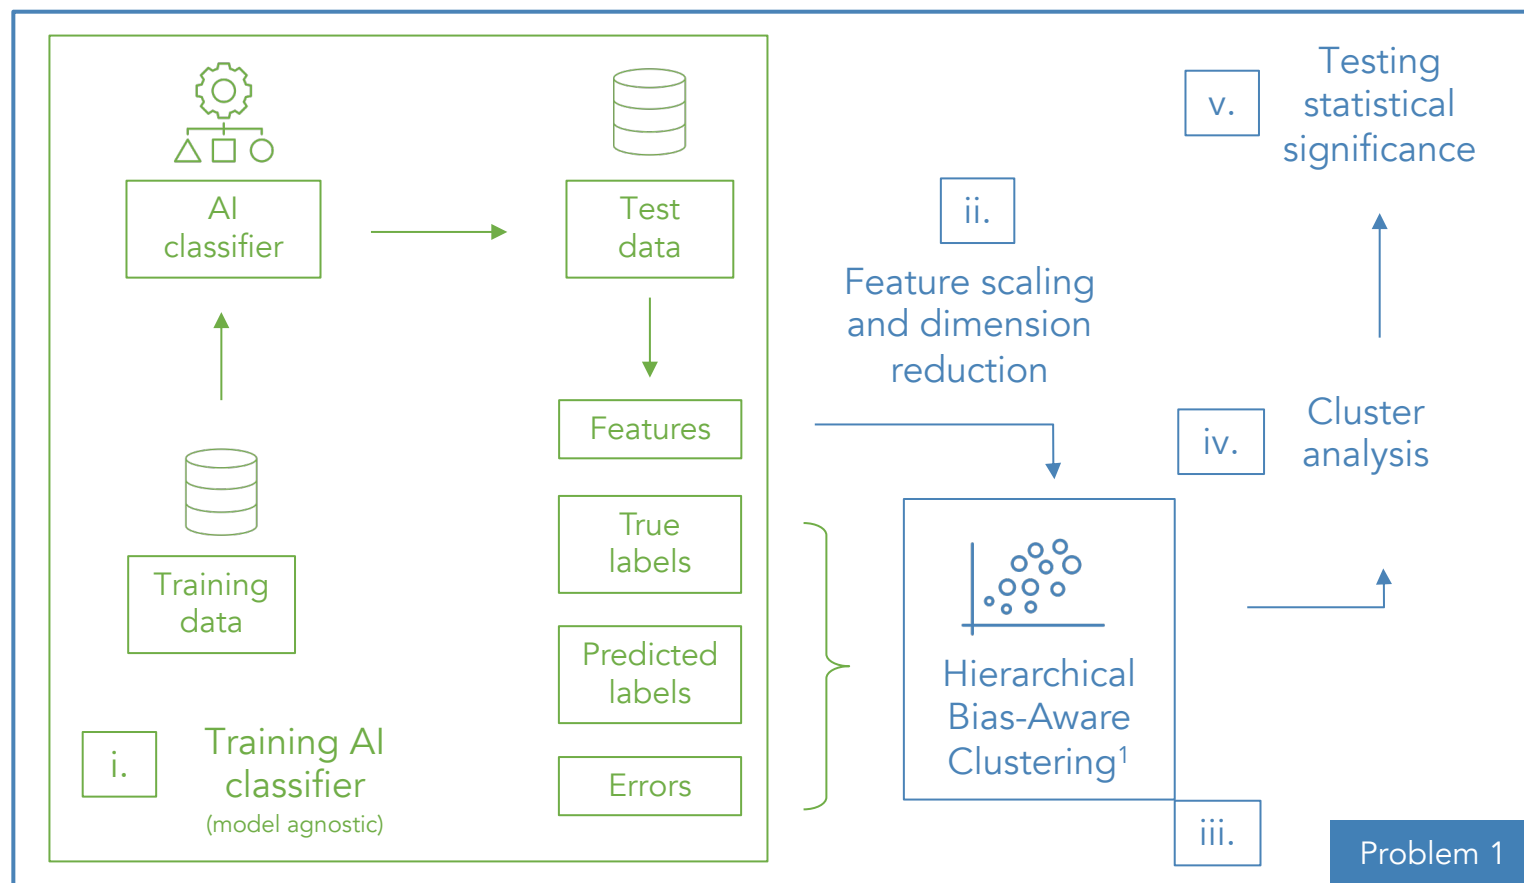 AI
classifier
Test
data
Training
data
Features
True
labels
Predicted
labels
Errors
i.
Training AI
classifier
(model agnostic)
ii.
Feature scaling
and dimension
reduction
Hierarchical
Bias-Aware
Clustering¹
iii.
iv.
Cluster
analysis
v.
Testing
statistical
significance
Problem 1